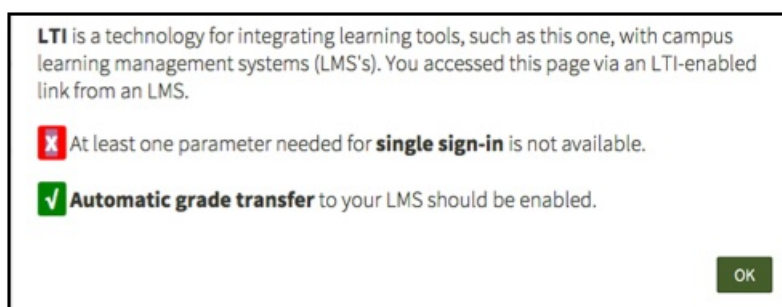 LTI is a technology for integrating learning tools, such as this one, with campus
learning management systems (LMS's). You accessed this page via an LTI-enabled
link from an LMS.
X At least one parameter needed for single sign-in is not available.
√ Automatic grade transfer to your LMS should be enabled.
OK